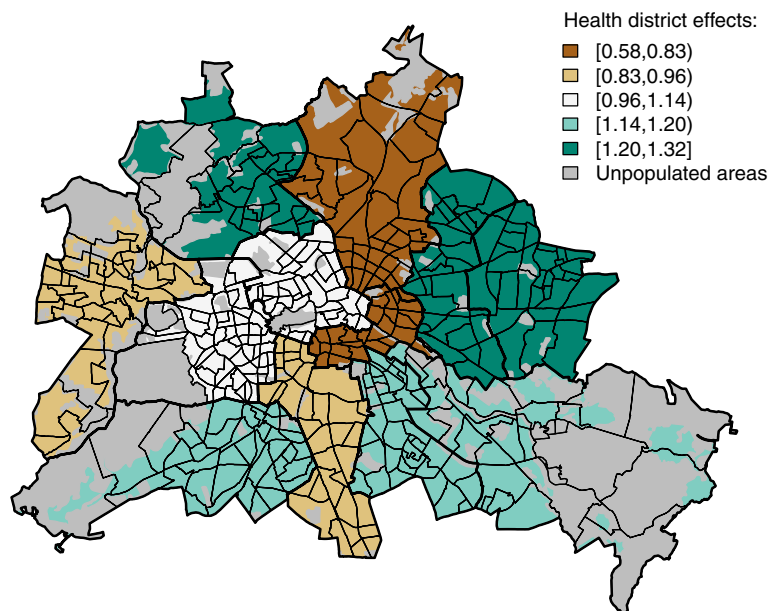 Health district effects:
[0.58,0.83)
[0.83,0.96)
[0.96,1.14)
[1.14,1.20)
[1.20,1.32]
Unpopulated areas